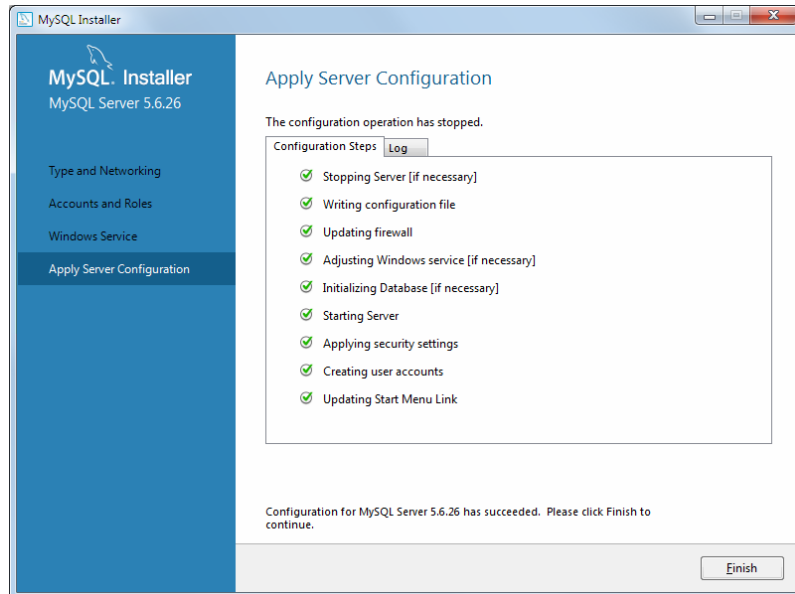 MySQL Installer
MySQL. Installer
MySQL Server 5.6.26
Type and Networking
Accounts and Roles
Windows Service
Apply Server Configuration
Apply Server Configuration
The configuration operation has stopped.
Configuration Steps Log
Stopping Server [if necessary]
Writing configuration file
Updating firewall
Adjusting Windows service [if necessary]
Initializing Database [if necessary]
Starting Server
Applying security settings
Creating user accounts
Updating Start Menu Link
Configuration for MySQL Server 5.6.26 has succeeded. Please click Finish to
continue.
Finish